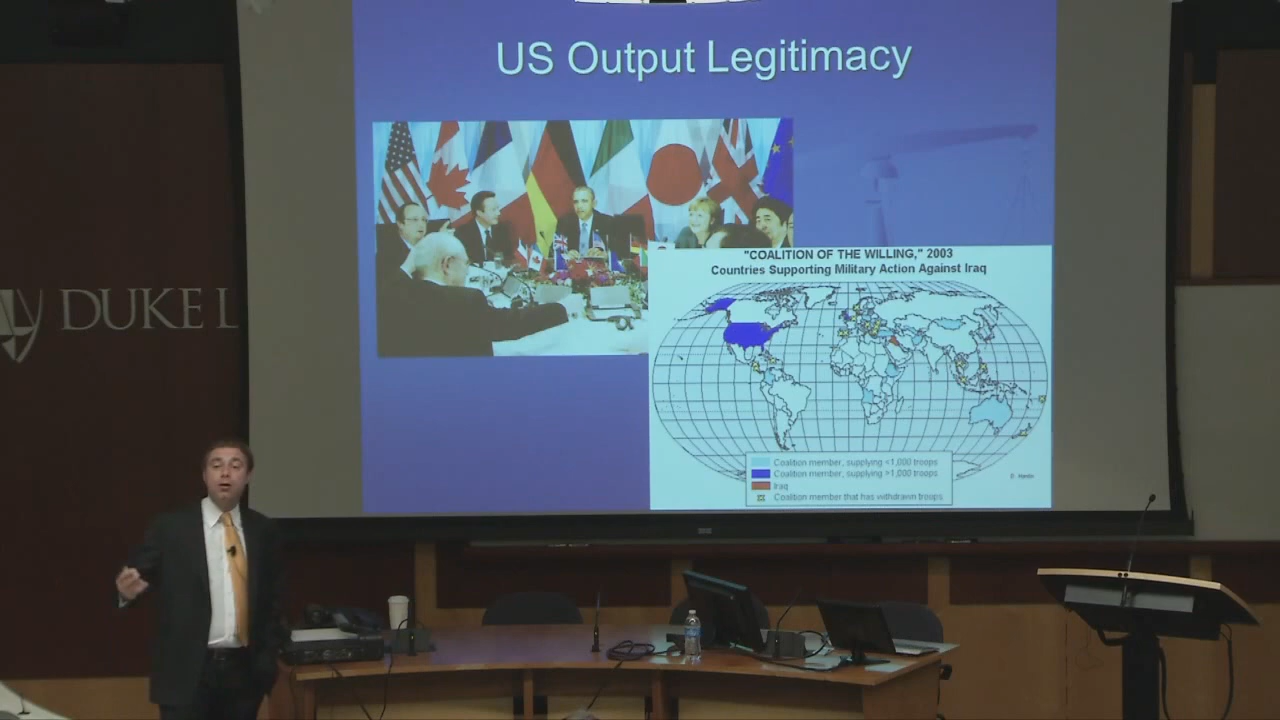 US Output Legitimacy
"COALITION OF THE WILLING," 2003
Countries Supporting Military Action Against Iraq
Coalition member, supplying <1,000 troops
Coalition member, supplying >1,000 troops
Iraq
Coalition member that has withdrawn troops
DUKE L